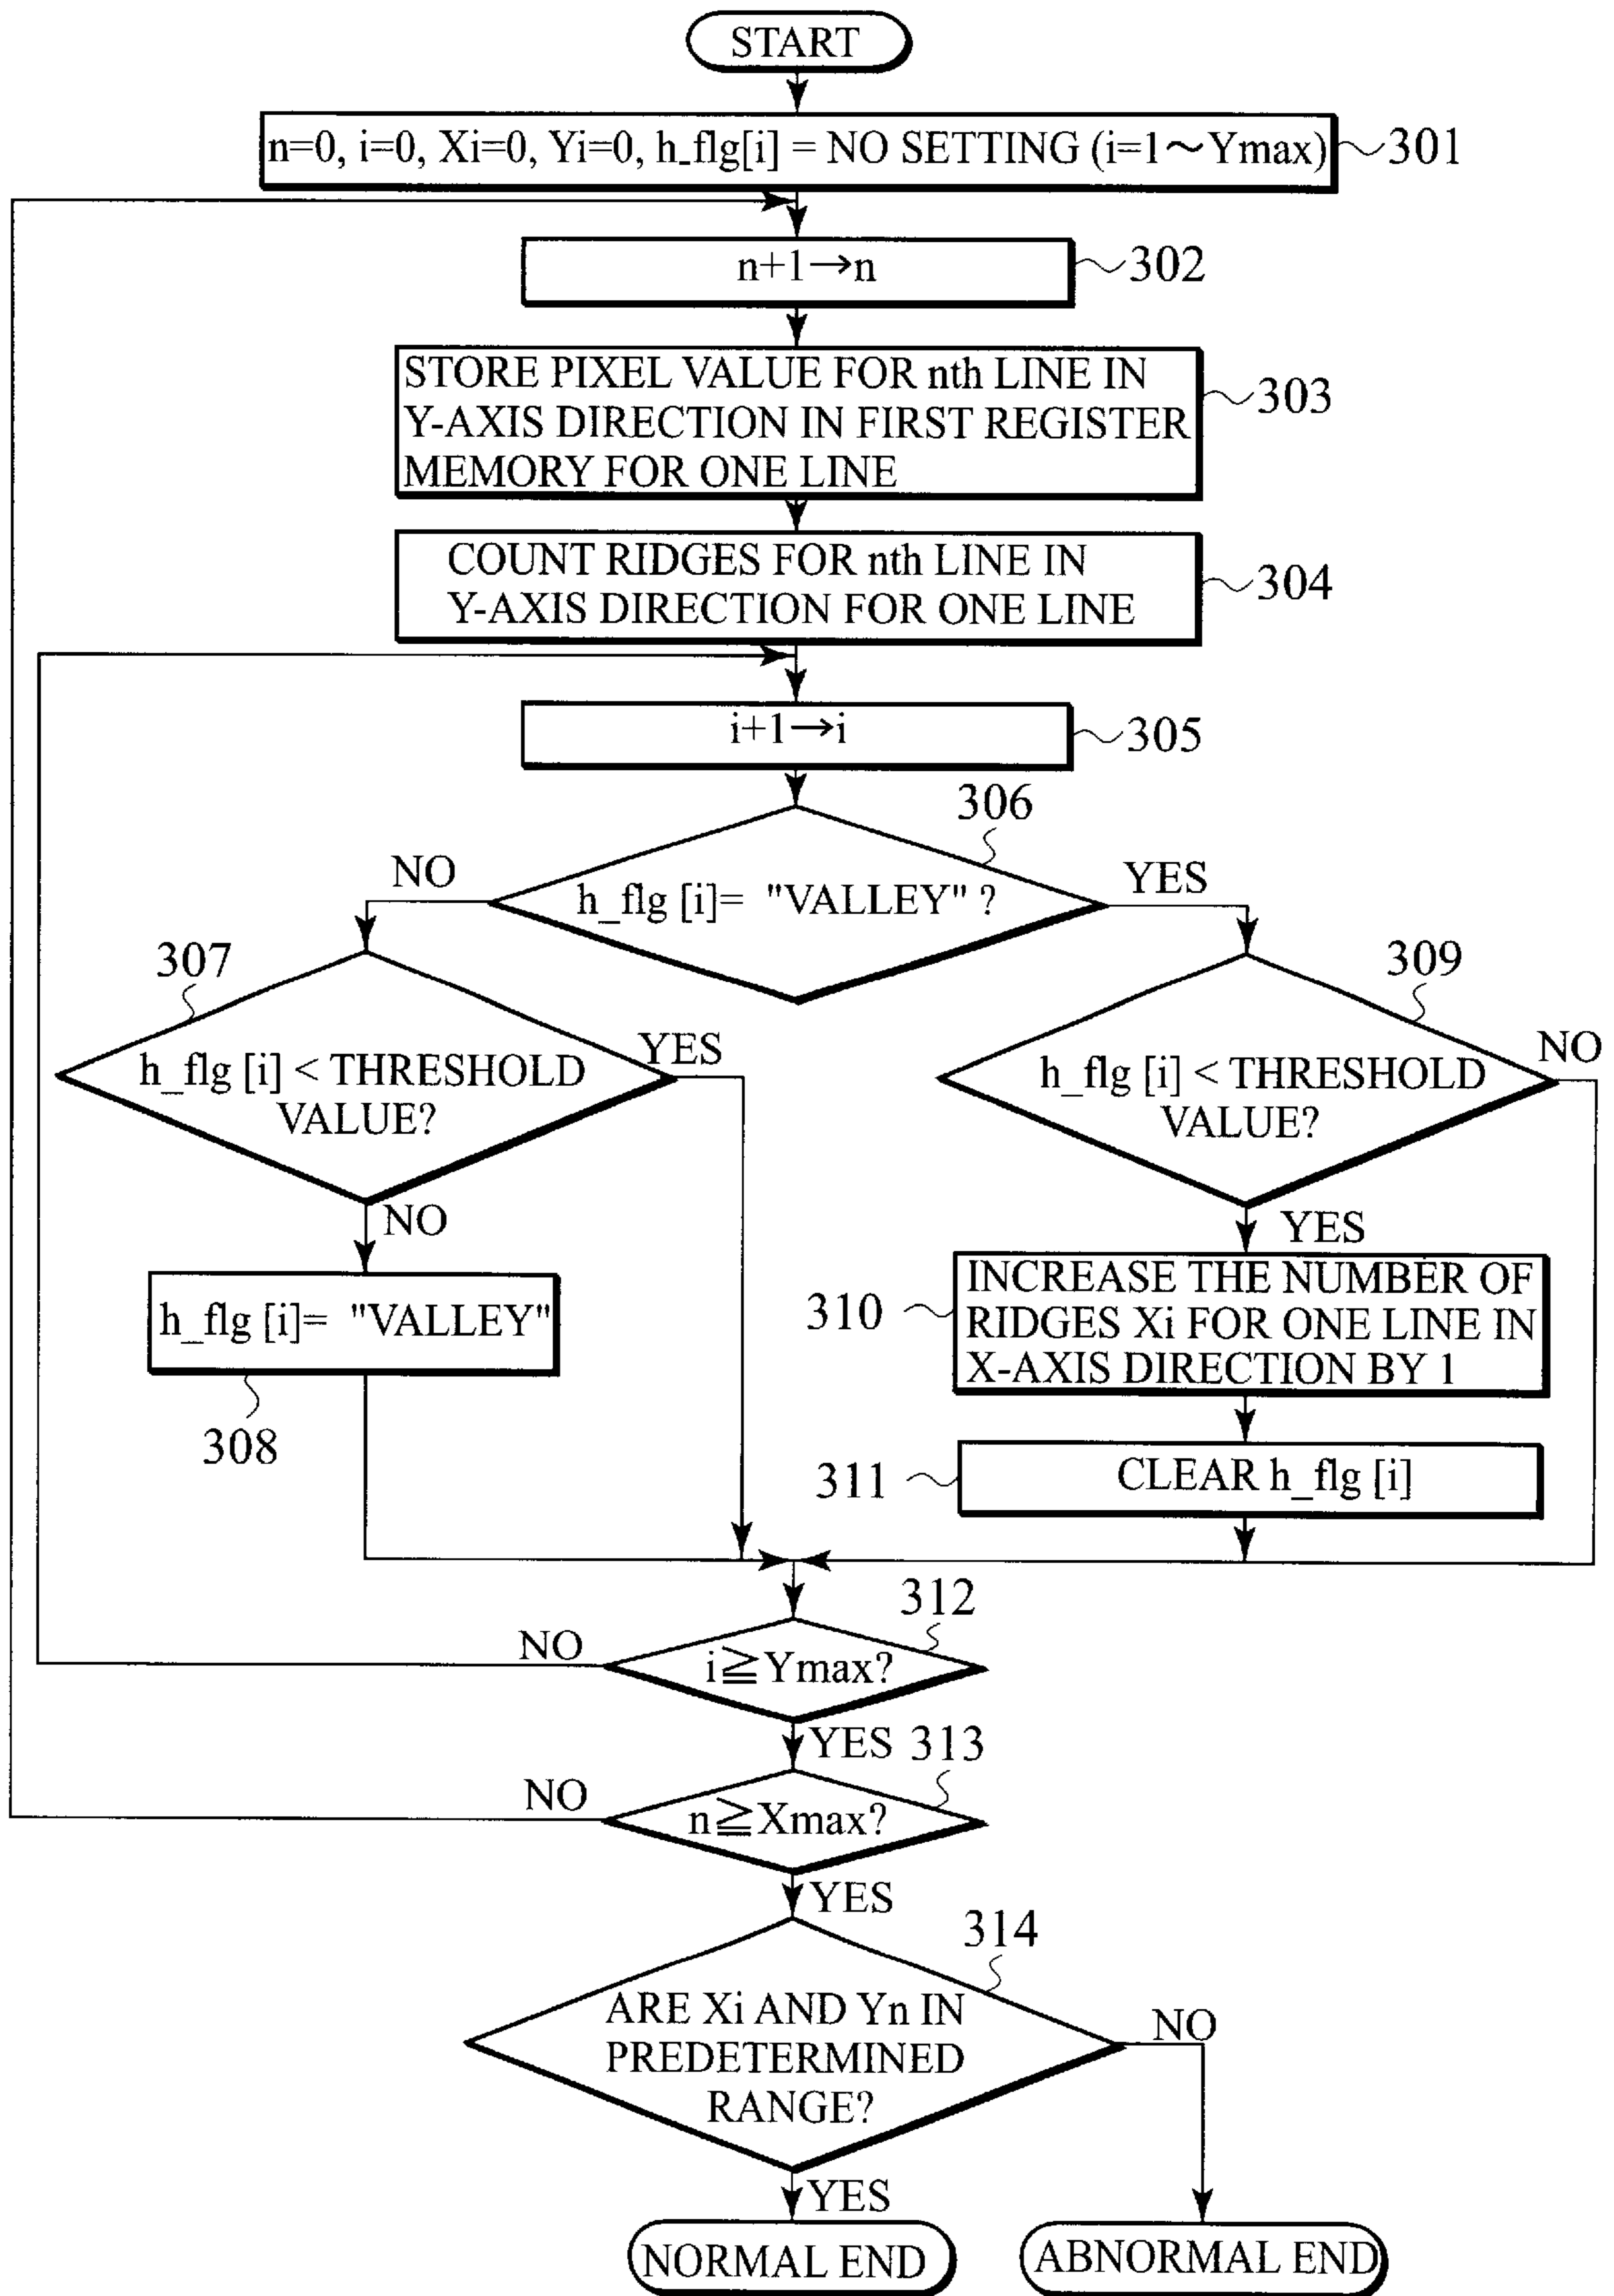 START
n=0, i=0, Xi=0, Yi=0, h_flg[i] = NO SETTING (i=1～Ymax)
301
n+1→n
302
STORE PIXEL VALUE FOR nth LINE IN
Y-AXIS DIRECTION IN FIRST REGISTER
MEMORY FOR ONE LINE
303
COUNT RIDGES FOR nth LINE IN
Y-AXIS DIRECTION FOR ONE LINE
304
i+1→i
305
306
NO
h_flg [i]= "VALLEY" ?
YES
307
h_flg [i] < THRESHOLD
VALUE?
YES
NO
309
h_flg [i] < THRESHOLD
VALUE?
NO
YES
h_flg [i]= "VALLEY"
308
310
INCREASE THE NUMBER OF
RIDGES Xi FOR ONE LINE IN
X-AXIS DIRECTION BY 1
311
CLEAR h_flg [i]
312
NO
i≧Ymax?
YES
313
NO
n≧Xmax?
YES
314
ARE Xi AND Yn IN
PREDETERMINED
RANGE?
NO
YES
NORMAL END
ABNORMAL END